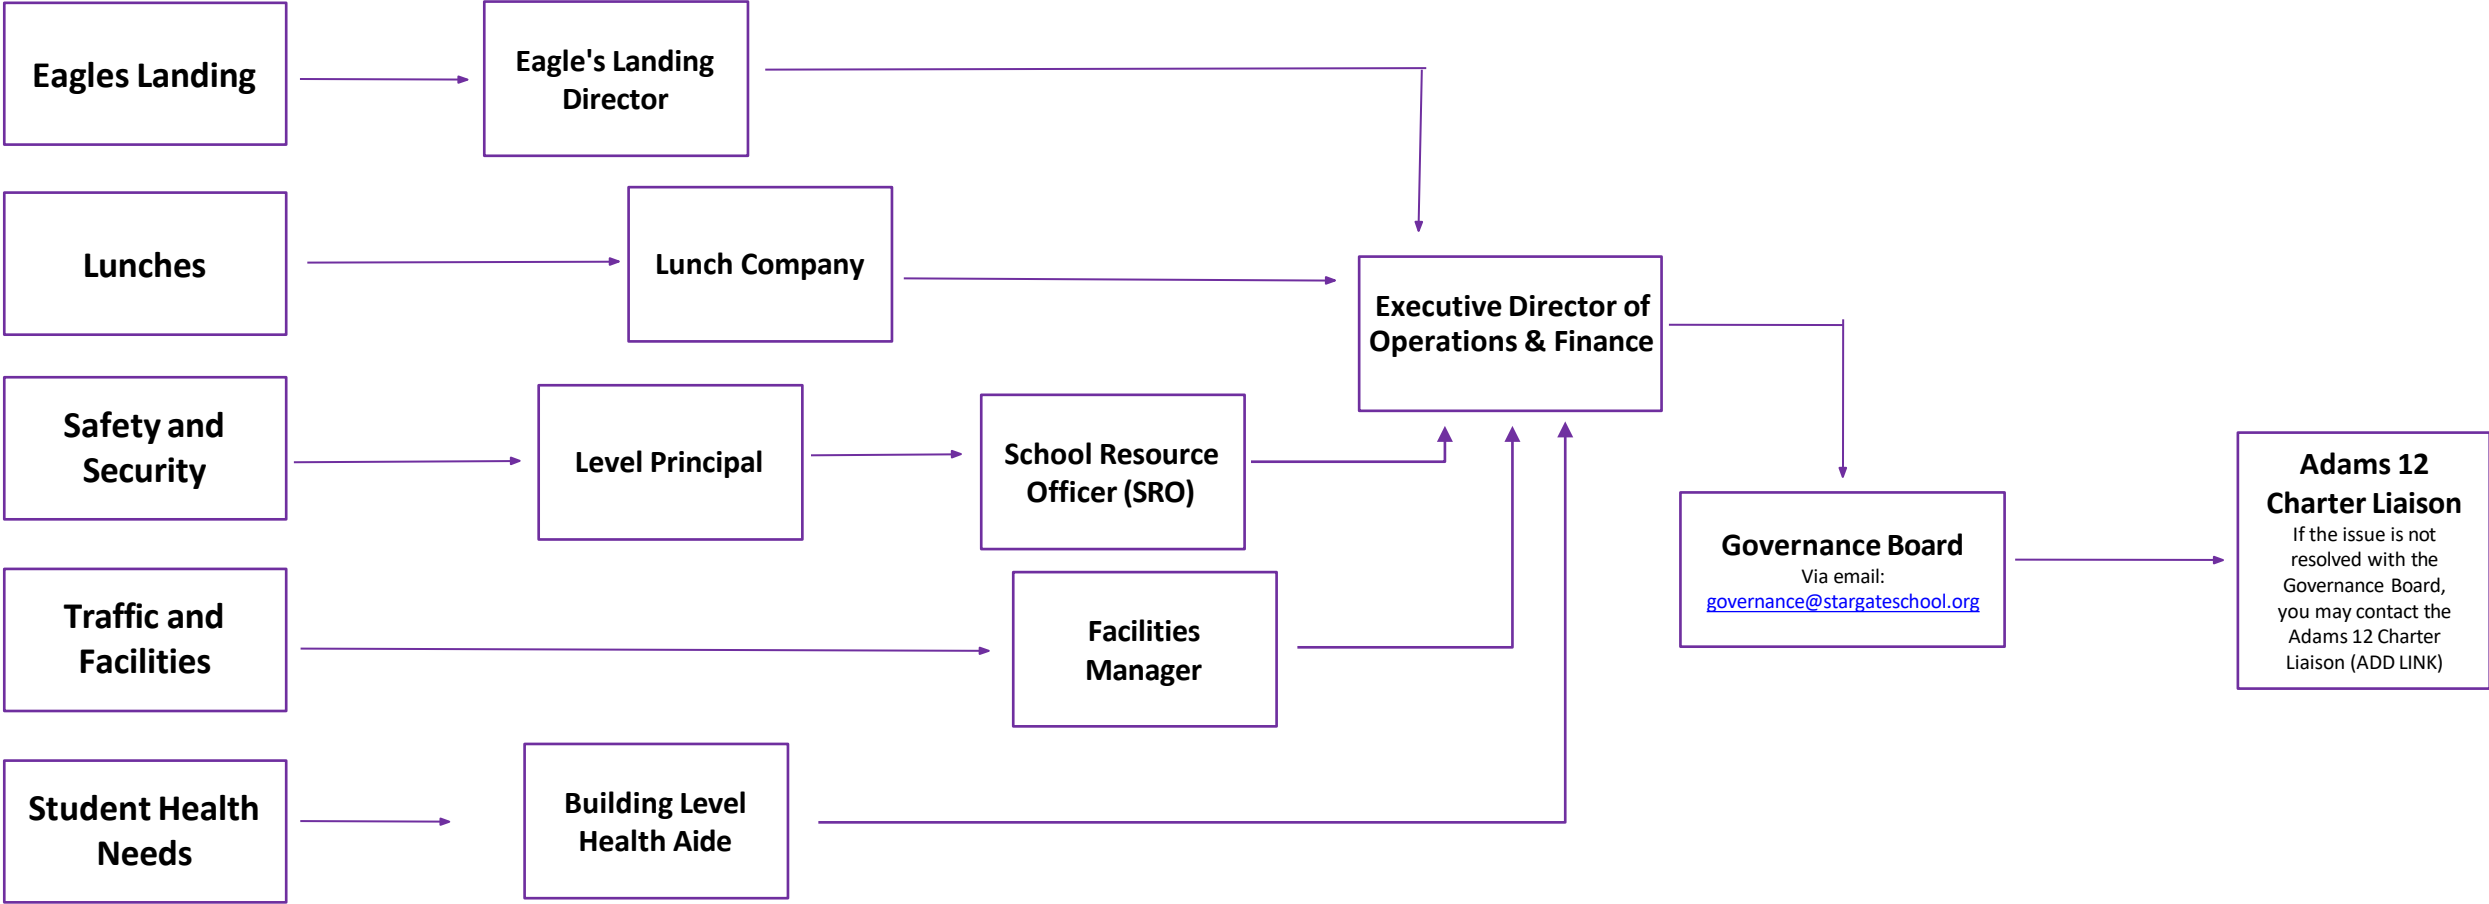 Eagles Landing
Eagle's Landing
Director
Lunches
Lunch Company
Executive Director of
Operations & Finance
Safety and
Security
Level Principal
School Resource
Officer (SRO)
Governance Board
Via email:
governance@stargateschool.org
Adams 12
Charter Liaison
If the issue is not
resolved with the
Governance Board,
you may contact the
Adams 12 Charter
Liaison (ADD LINK)
Traffic and
Facilities
Facilities
Manager
Student Health
Needs
Building Level
Health Aide